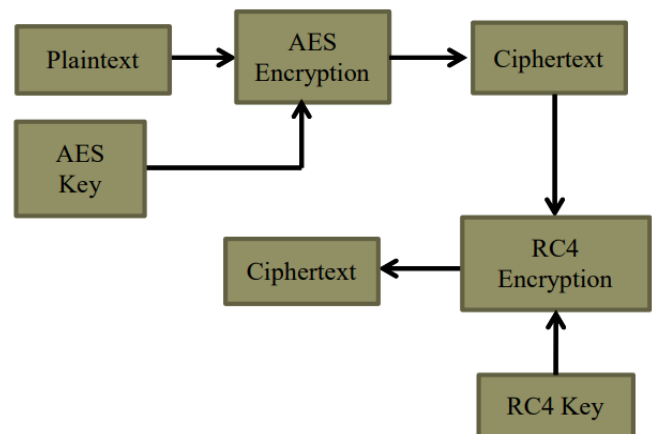 Plaintext
AES
Encryption
Ciphertext
AES
Key
Ciphertext
RC4
Encryption
RC4 Key